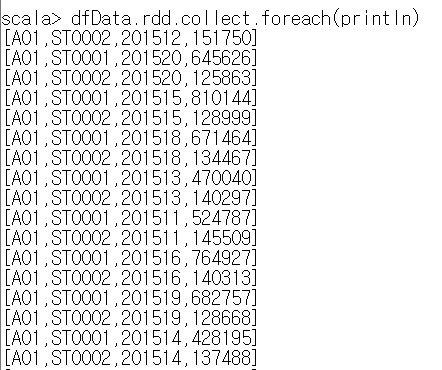 scala> dfData.rdd.collect.foreach(println)
[A01,ST0002,201512,151750]
[A01,ST0001,201520,645626]
[A01,ST0002,201520,125863]
[A01,ST0001,201515,810144]
[A01,ST0002,201515,128999]
[A01,ST0001,201518,671464]
[A01,ST0002,201518,134467]
[A01,ST0001,201513,470040]
[A01,ST0002,201513,140297]
[A01,ST0001,201511,524787]
[A01,ST0002,201511,145509]
[A01,ST0001,201516,764927]
[A01,ST0002,201516,140313]
[A01,ST0001,201519,682757]
[A01,ST0002,201519,128668]
[A01,ST0001,201514,428195]
[A01,ST0002,201514,137488]